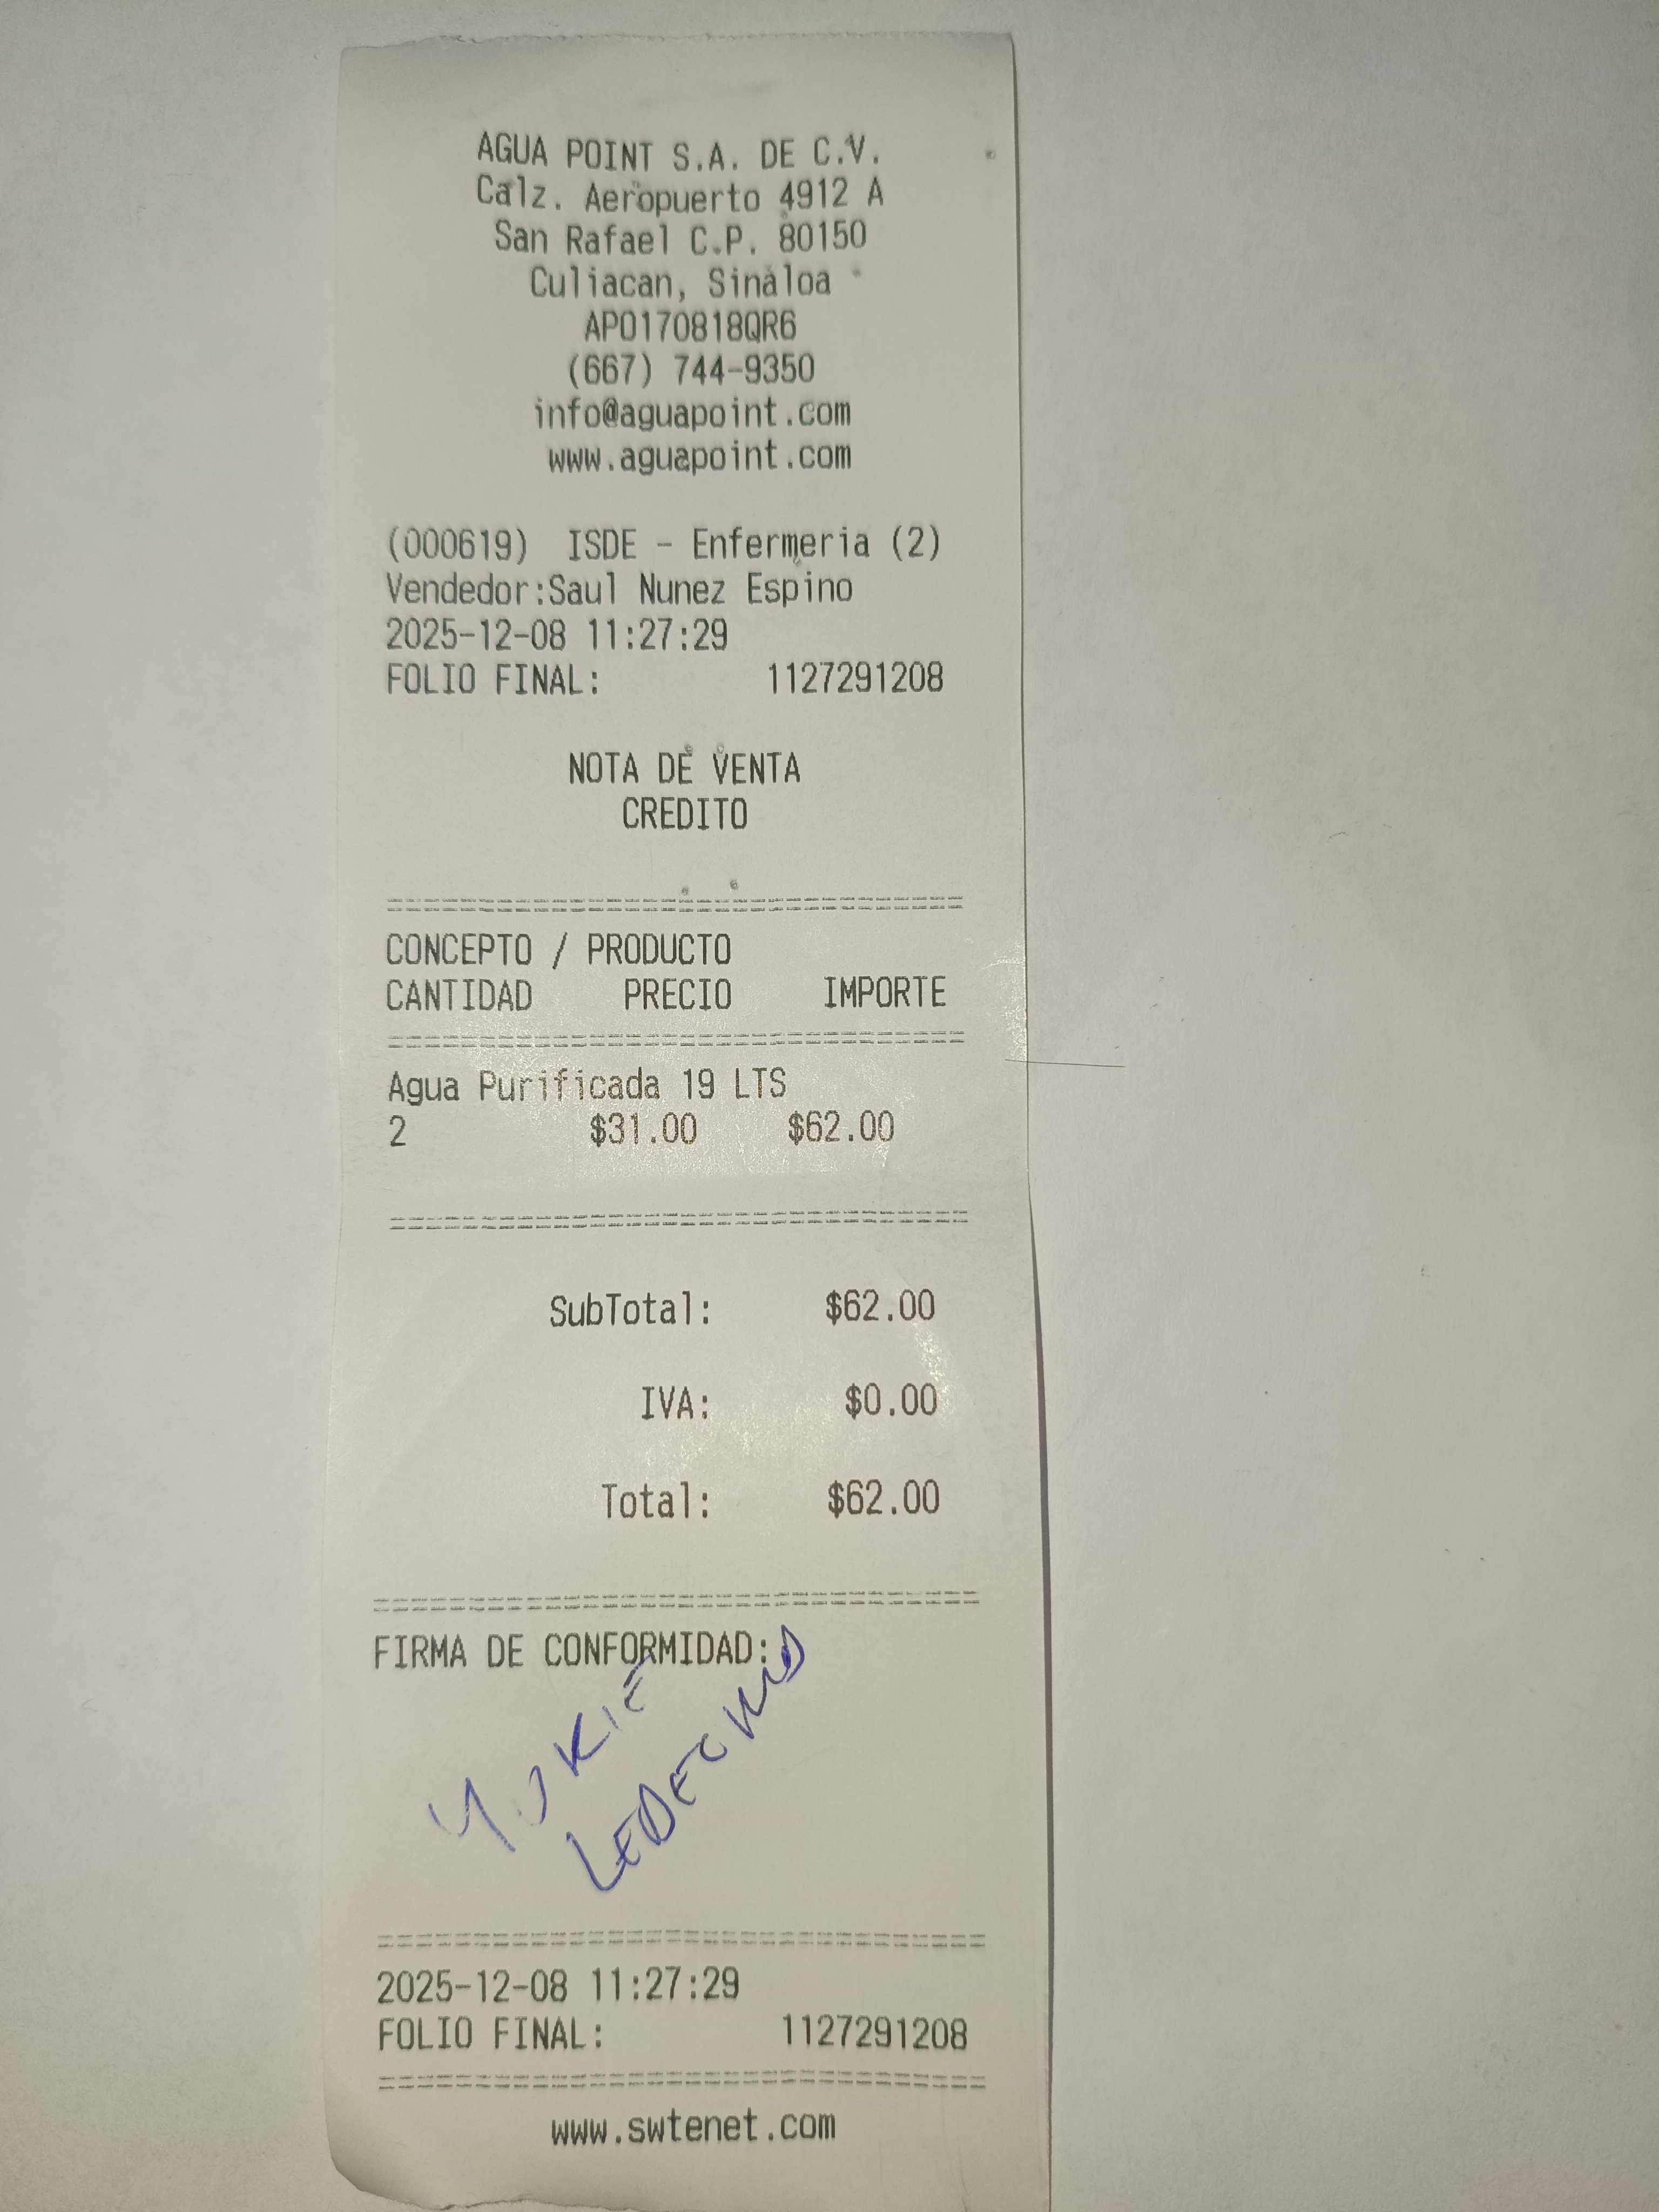 AGUA POINT S.A. DE C.V.
Calz. Aeropuerto 4912 A
San Rafael C.P. 80150
Culiacan, Sinaloa
APO170818QR6
(667) 744-9350
info@aguapoint.com
www.aguapoint.com
(000619) ISDE - Enfermeria (2)
Vendedor:Saul Nunez Espino
2025-12-08 11:27:29
FOLIO FINAL: 1127291208
NOTA DE VENTA
CREDITO
CONCEPTO / PRODUCTO
CANTIDAD PRECIO IMPORTE
Agua Purificada 19 LTS
2 $31.00 $62.00
SubTotal: $62.00
IVA: $0.00
Total: $62.00
FIRMA DE CONFORMIDAD:
YUKIE
2025-12-08 11:27:29
FOLIO FINAL: 1127291208
www.swtenet.com